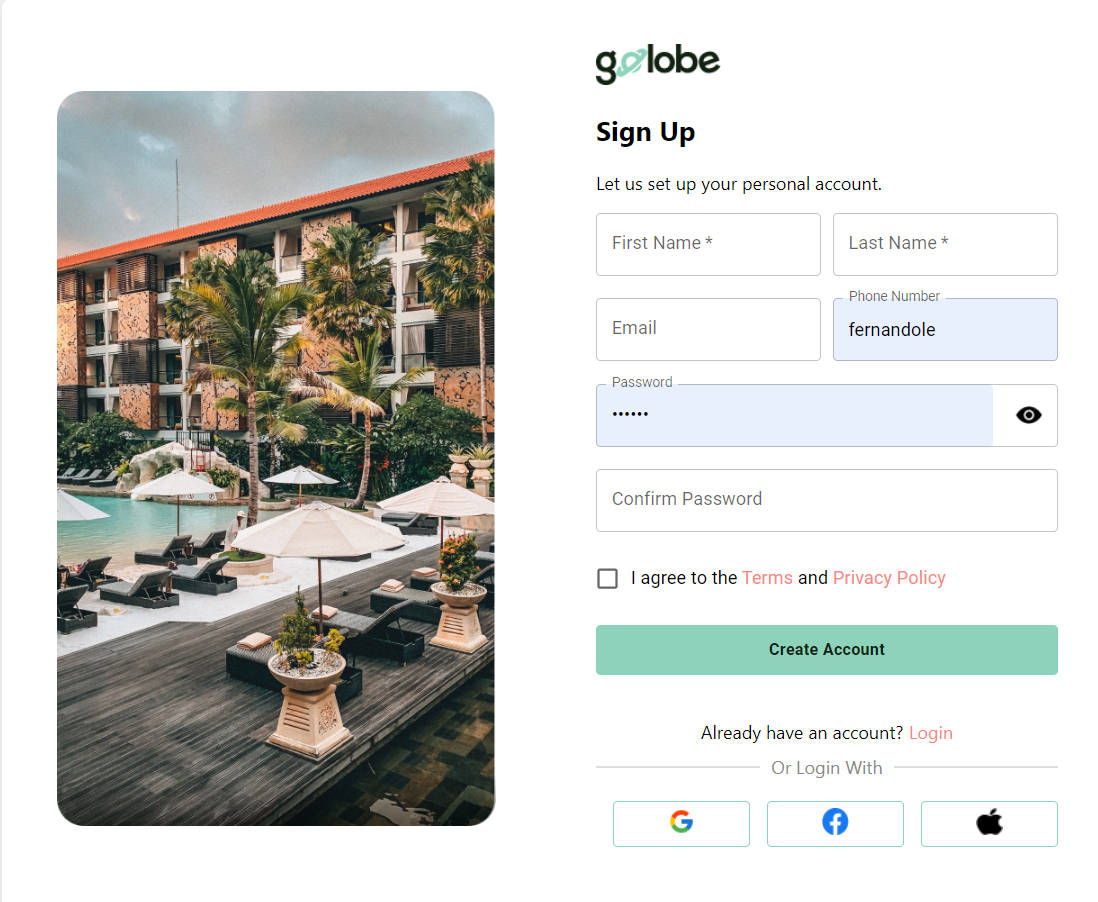 golobe
Sign Up
Let us set up your personal account.
First Name *
Last Name *
Email
Phone Number
fernandole
Password
••••••
Confirm Password
I agree to the Terms and Privacy Policy
Create Account
Already have an account? Login
Or Login With